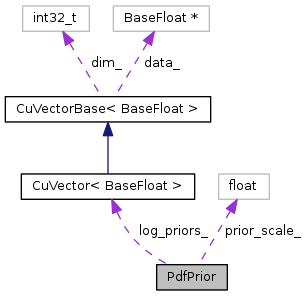 int32_t BaseFloat *
dim_ data_
CuVectorBase< BaseFloat >
CuVector< BaseFloat > float
log_priors_ prior_scale_
PdfPrior